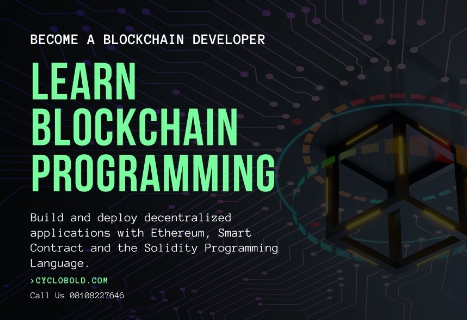 BECOME A BLOCKCHAIN DEVELOPER
LEARN
BLOCKCHAIN
PROGRAMMING
Build and deploy decentralized
applications with Ethereum, Smart
Contract and the Solidity Programming
Language.
>CYCLOBOLD.COM
Call Us 08108227646